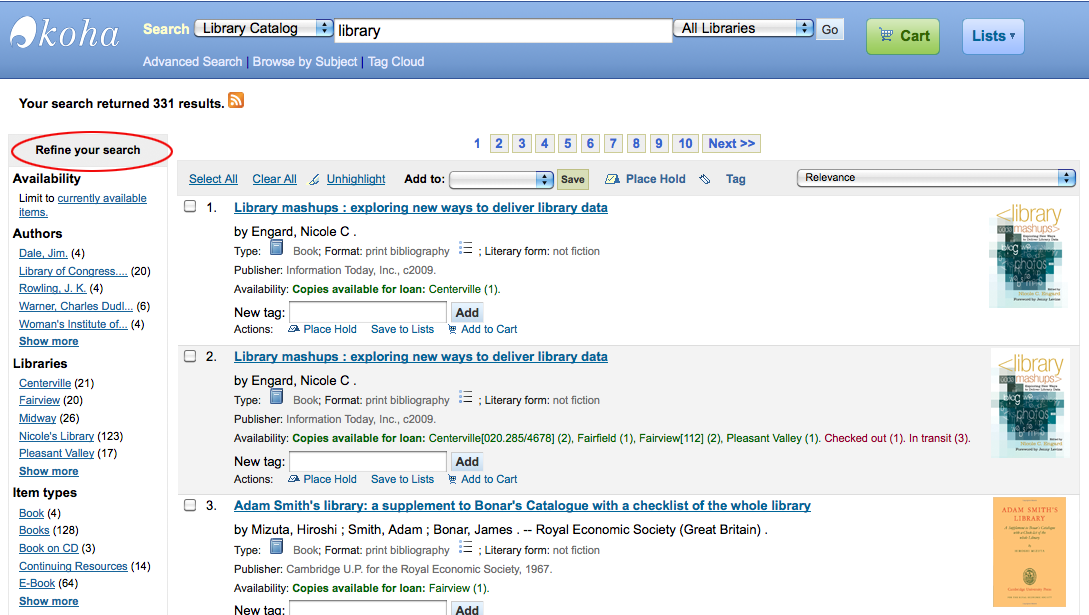 koha
Search Library Catalog library All Libraries Go Cart Lists
Advanced Search | Browse by Subject | Tag Cloud
Your search returned 331 results.
Refine your search
Availability
Limit to currently available
items.
Authors
Dale, Jim. (4)
Library of Congress.... (20)
Rowling, J. K. (4)
Warner, Charles Dudl... (6)
Woman's Institute of... (4)
Show more
Libraries
Centerville (21)
Fairview (20)
Midway (26)
Nicole's Library (123)
Pleasant Valley (17)
Show more
Item types
Book (4)
Books (128)
Book on CD (3)
Continuing Resources (14)
E-Book (64)
Show more
1 2 3 4 5 6 7 8 9 10 Next >>
Select All Clear All Unhighlight Add to: Save Place Hold Tag Relevance
1. Library mashups : exploring new ways to deliver library data
by Engard, Nicole C .
Type: Book; Format: print bibliography ; Literary form: not fiction
Publisher: Information Today, Inc., c2009.
Availability: Copies available for loan: Centerville (1).
New tag: Add
Actions: Place Hold Save to Lists Add to Cart
<library
mashups>
blog
photos
2. Library mashups : exploring new ways to deliver library data
by Engard, Nicole C .
Type: Book; Format: print bibliography ; Literary form: not fiction
Publisher: Information Today, Inc., c2009.
Availability: Copies available for loan: Centerville[020.285/4678] (2), Fairfield (1), Fairview[112] (2), Pleasant Valley (1). Checked out (1). In transit (3).
New tag: Add
Actions: Place Hold Save to Lists Add to Cart
<library
mashups>
blog
photos
3. Adam Smith's library: a supplement to Bonar's Catalogue with a checklist of the whole library
by Mizuta, Hiroshi ; Smith, Adam ; Bonar, James . -- Royal Economic Society (Great Britain) .
Type: Book; Format: print bibliography ; Literary form: not fiction
Publisher: Cambridge U.P. for the Royal Economic Society, 1967.
Availability: Copies available for loan: Fairview (1).
New tag: Add
ADAM SMITH'S
LIBRARY